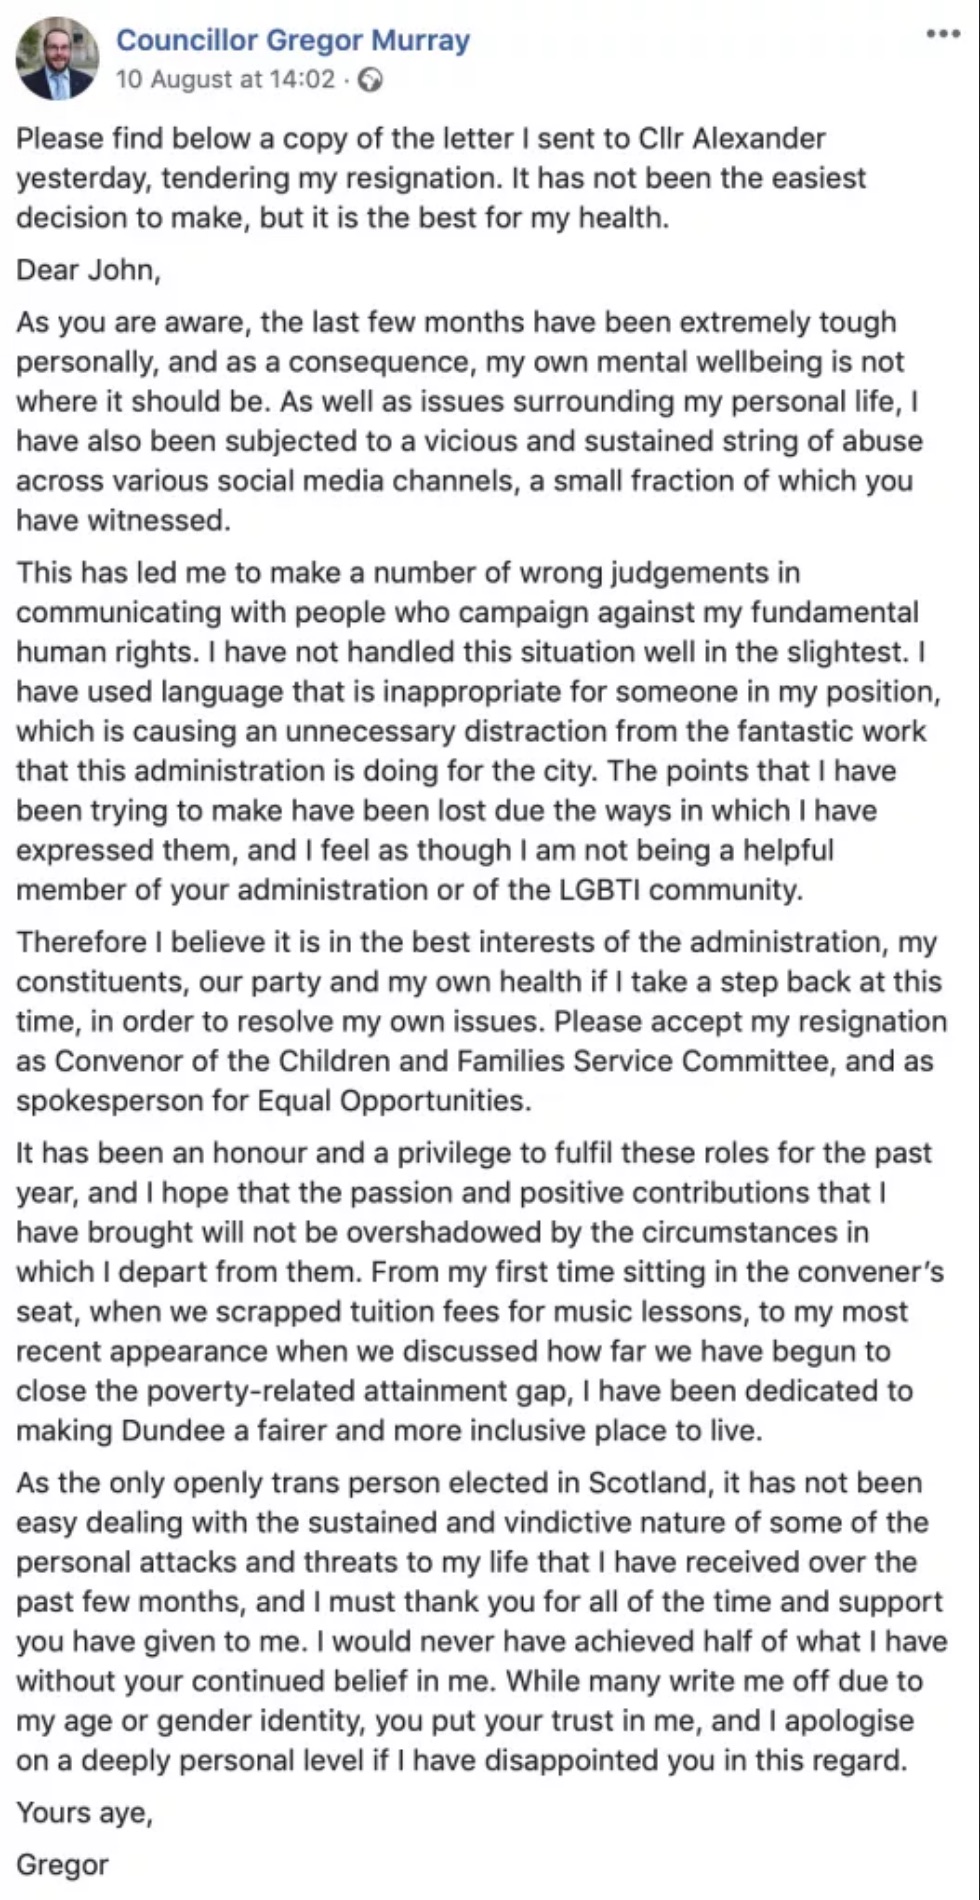 Councillor Gregor Murray
10 August at 14:02 ·
Please find below a copy of the letter I sent to Cllr Alexander
yesterday, tendering my resignation. It has not been the easiest
decision to make, but it is the best for my health.
Dear John,
As you are aware, the last few months have been extremely tough
personally, and as a consequence, my own mental wellbeing is not
where it should be. As well as issues surrounding my personal life, I
have also been subjected to a vicious and sustained string of abuse
across various social media channels, a small fraction of which you
have witnessed.
This has led me to make a number of wrong judgements in
communicating with people who campaign against my fundamental
human rights. I have not handled this situation well in the slightest. I
have used language that is inappropriate for someone in my position,
which is causing an unnecessary distraction from the fantastic work
that this administration is doing for the city. The points that I have
been trying to make have been lost due the ways in which I have
expressed them, and I feel as though I am not being a helpful
member of your administration or of the LGBTI community.
Therefore I believe it is in the best interests of the administration, my
constituents, our party and my own health if I take a step back at this
time, in order to resolve my own issues. Please accept my resignation
as Convenor of the Children and Families Service Committee, and as
spokesperson for Equal Opportunities.
It has been an honour and a privilege to fulfil these roles for the past
year, and I hope that the passion and positive contributions that I
have brought will not be overshadowed by the circumstances in
which I depart from them. From my first time sitting in the convener's
seat, when we scrapped tuition fees for music lessons, to my most
recent appearance when we discussed how far we have begun to
close the poverty-related attainment gap, I have been dedicated to
making Dundee a fairer and more inclusive place to live.
As the only openly trans person elected in Scotland, it has not been
easy dealing with the sustained and vindictive nature of some of the
personal attacks and threats to my life that I have received over the
past few months, and I must thank you for all of the time and support
you have given to me. I would never have achieved half of what I have
without your continued belief in me. While many write me off due to
my age or gender identity, you put your trust in me, and I apologise
on a deeply personal level if I have disappointed you in this regard.
Yours aye,
Gregor